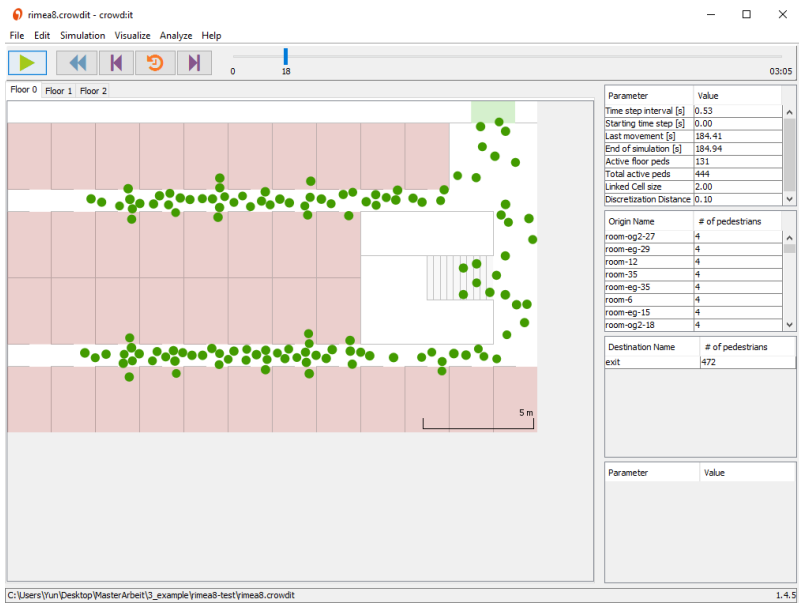 rimea8.crowdit - crowd:it
File Edit Simulation Visualize Analyze Help
0 18 03:05
Floor 0 Floor 1 Floor 2
5 m
Parameter Value
Time step interval [s] 0.53
Starting time step [s] 0.00
Last movement [s] 184.41
End of simulation [s] 184.94
Active floor peds 131
Total active peds 444
Linked Cell size 2.00
Discretization Distance 0.10
Origin Name # of pedestrians
room-og2-27 4
room-eg-29 4
room-12 4
room-35 4
room-eg-35 4
room-6 4
room-eg-15 4
room-og2-18 4
Destination Name # of pedestrians
exit 472
Parameter Value
C:\Users\Yun\Desktop\MasterArbeit\3_example\rimea8-test\rimea8.crowdit 1.4.5